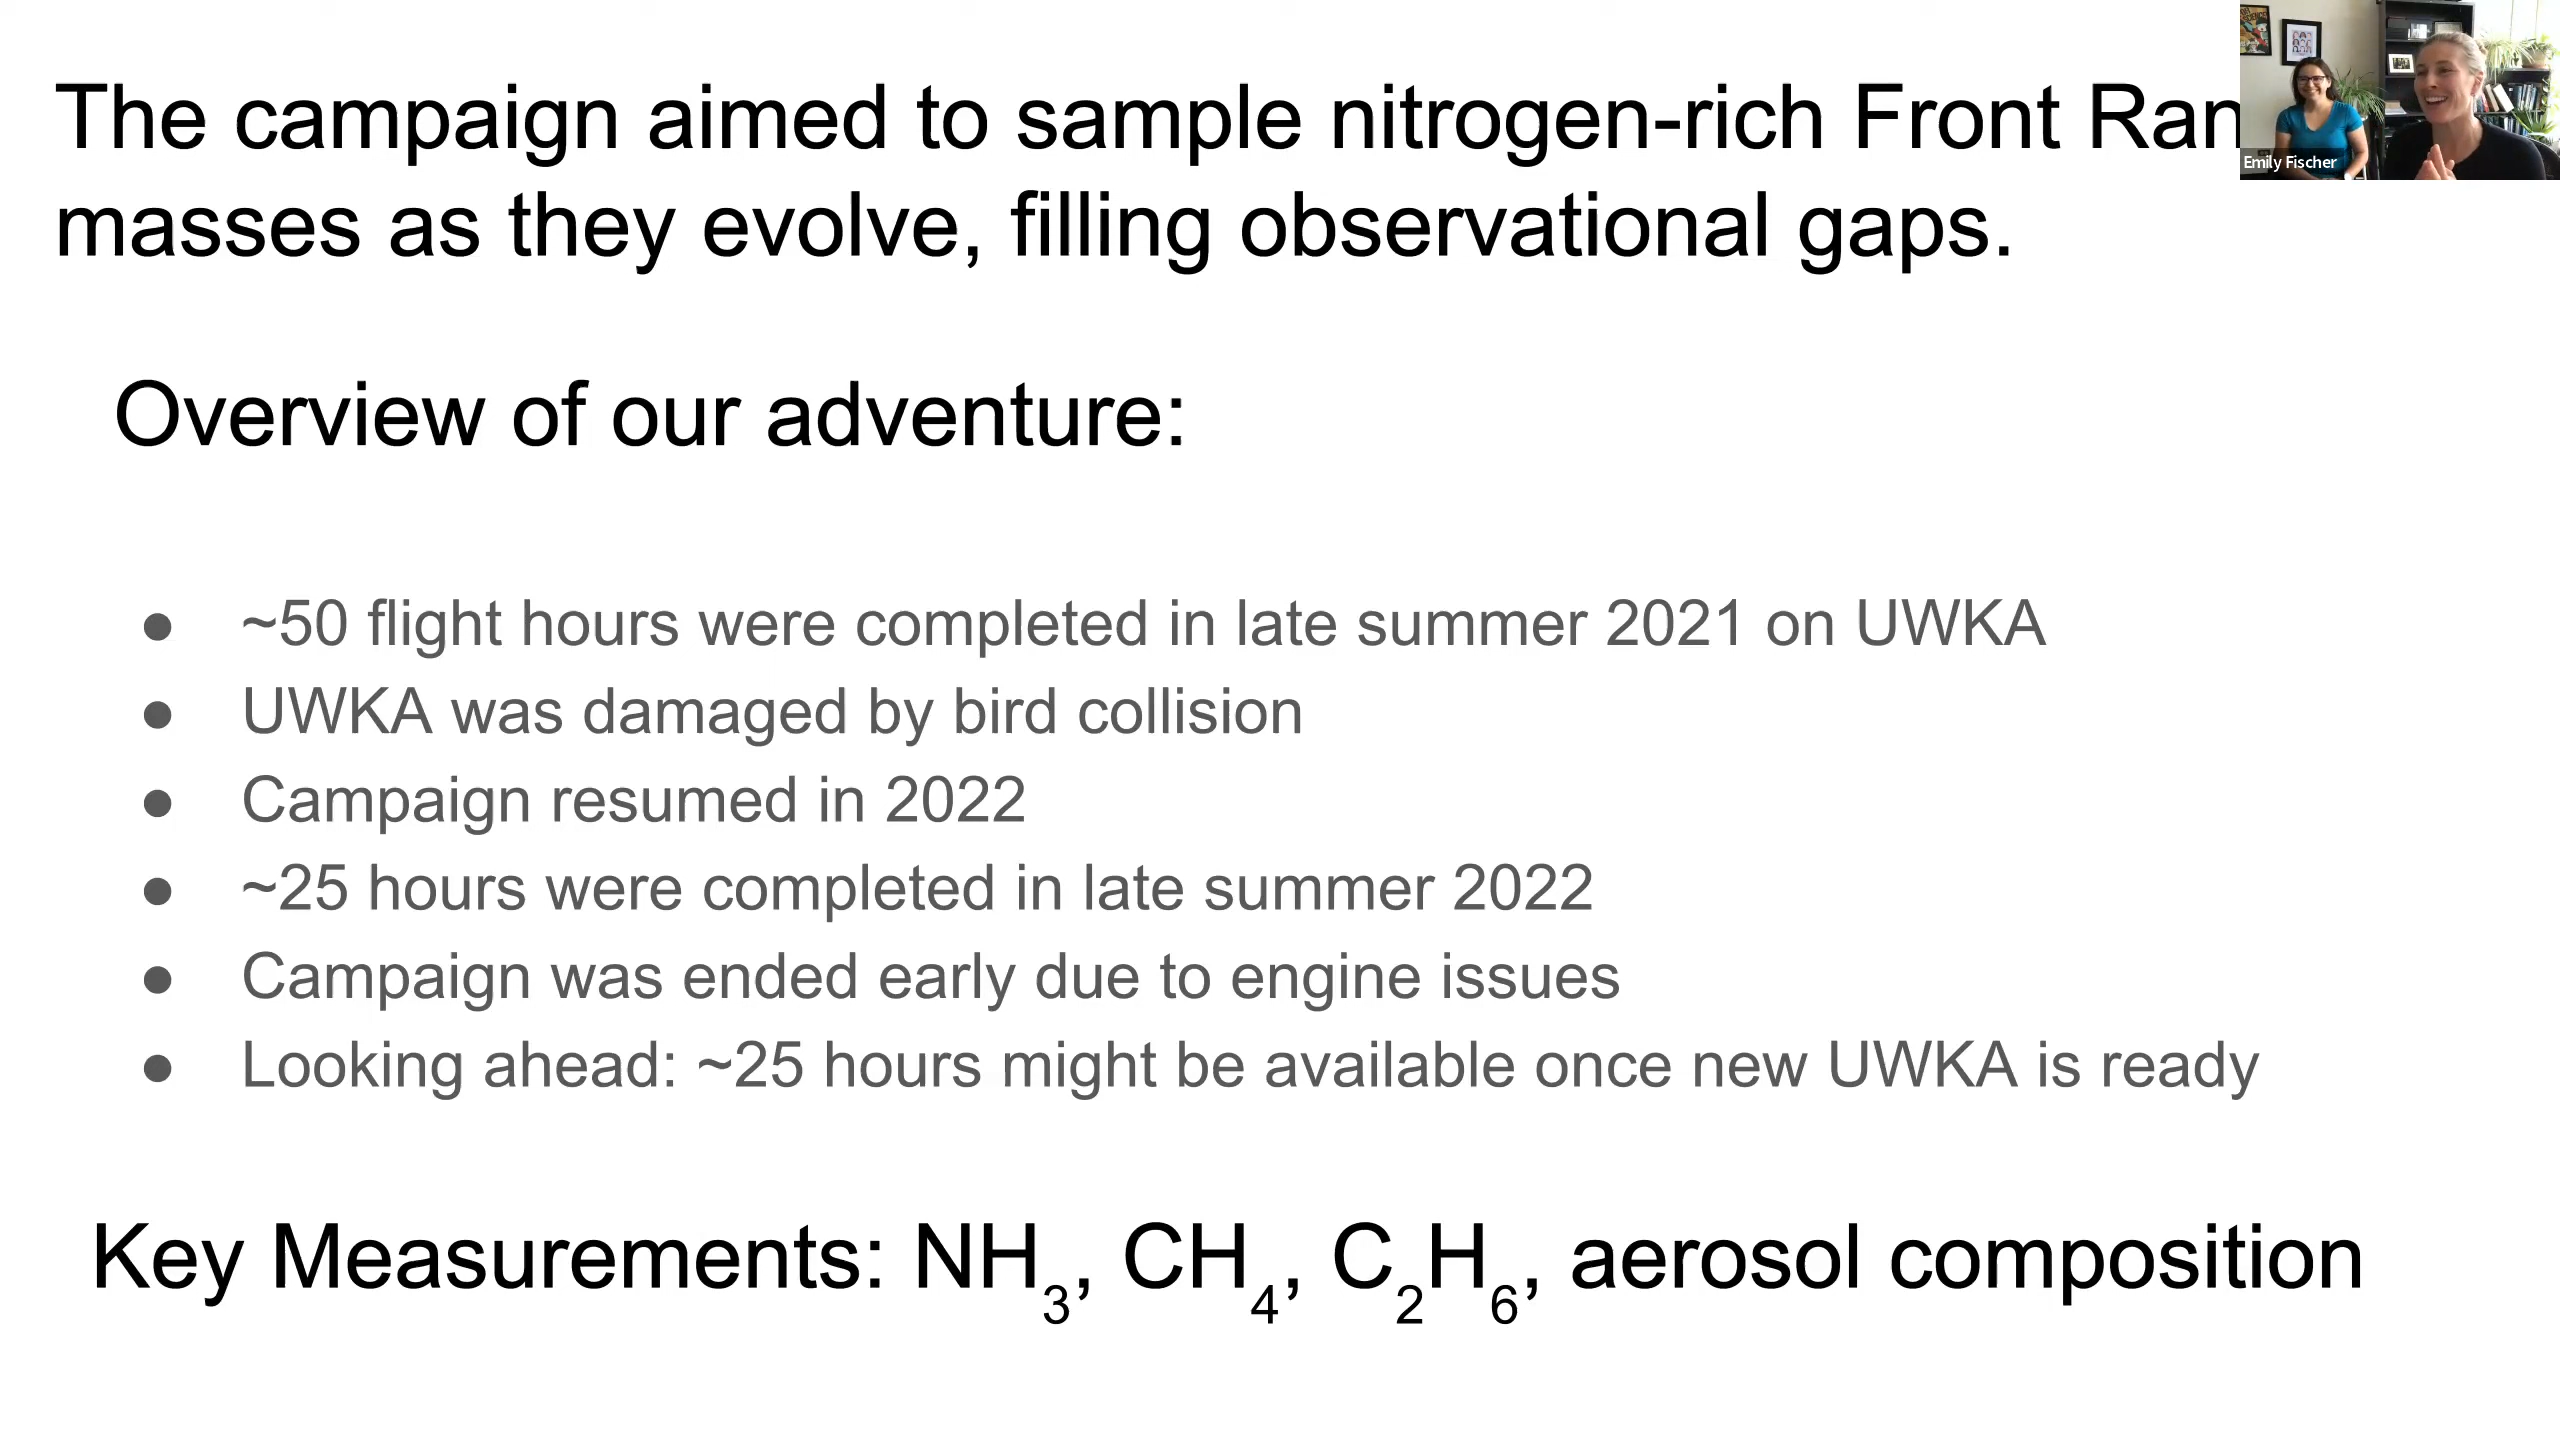 The campaign aimed to sample nitrogen-rich Front Ran
masses as they evolve, filling observational gaps.
Emily Fischer
Overview of our adventure:
● ~50 flight hours were completed in late summer 2021 on UWKA
● UWKA was damaged by bird collision
● Campaign resumed in 2022
● ~25 hours were completed in late summer 2022
● Campaign was ended early due to engine issues
● Looking ahead: ~25 hours might be available once new UWKA is ready
Key Measurements: NH₃, CH₄, C₂H₆, aerosol composition